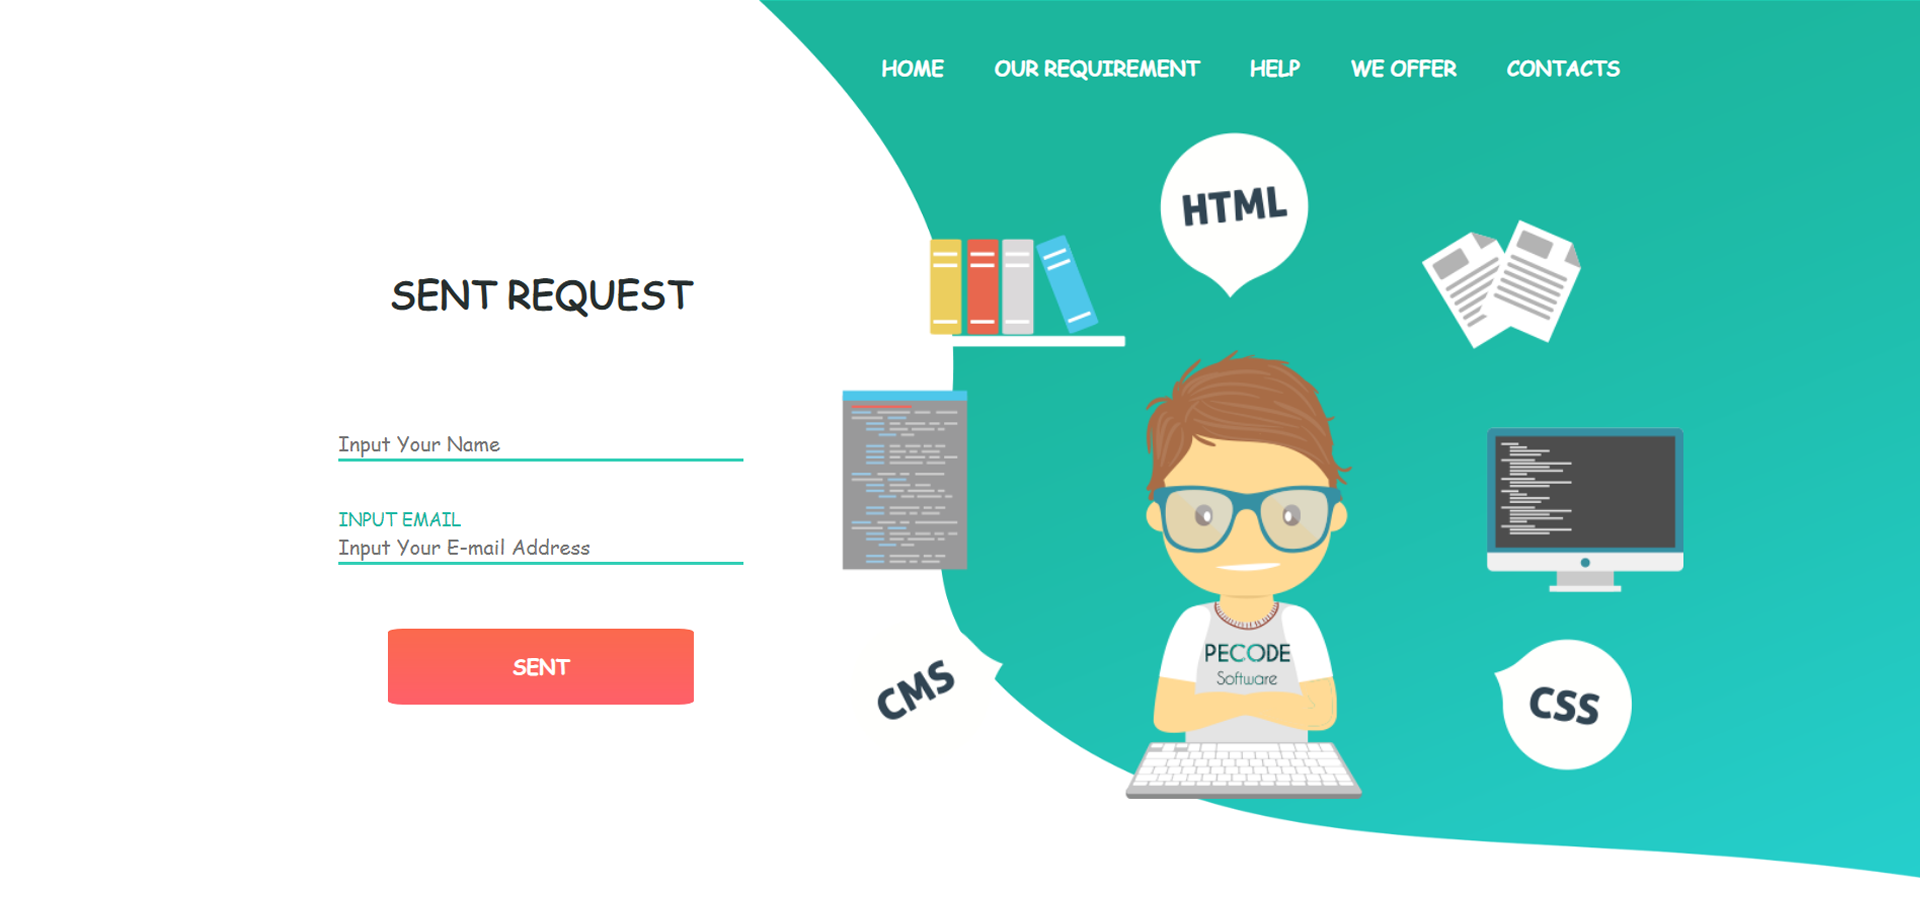 HOME OUR REQUIREMENT HELP WE OFFER CONTACTS
HTML
SENT REQUEST
Input Your Name
INPUT EMAIL
Input Your E-mail Address
SENT
PECODE
Software
CMS
CSS